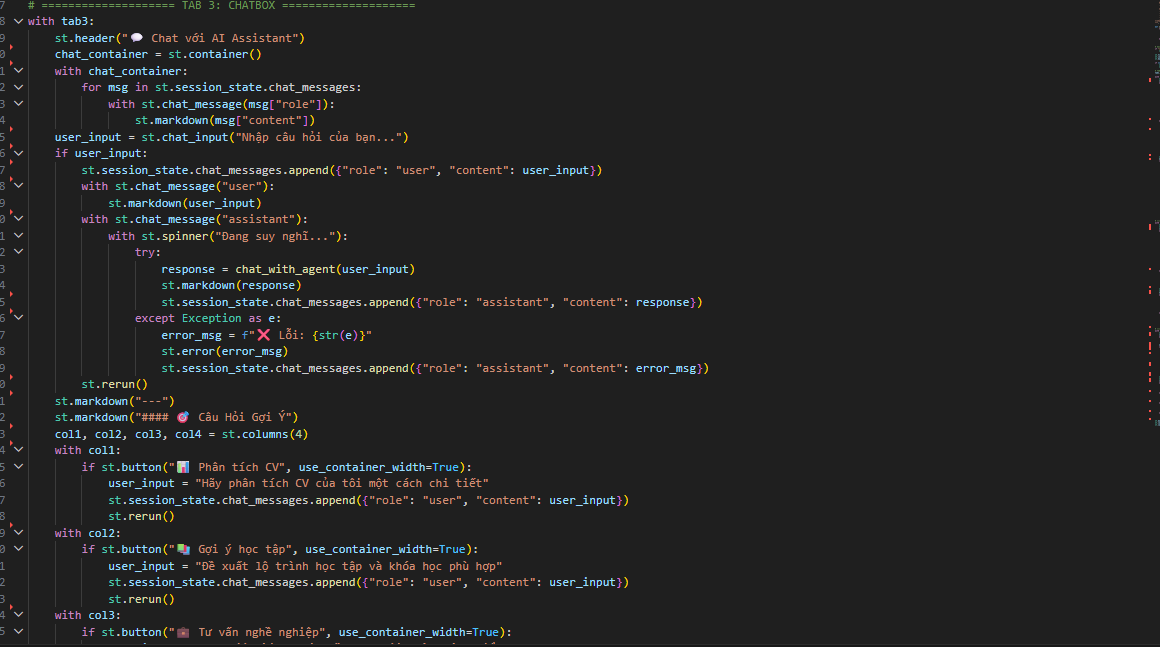 # ==================== TAB 3: CHATBOX ====================
with tab3:
    st.header("💬 Chat với AI Assistant")
    chat_container = st.container()
    with chat_container:
        for msg in st.session_state.chat_messages:
            with st.chat_message(msg["role"]):
                st.markdown(msg["content"])
    user_input = st.chat_input("Nhập câu hỏi của bạn...")
    if user_input:
        st.session_state.chat_messages.append({"role": "user", "content": user_input})
        with st.chat_message("user"):
            st.markdown(user_input)
        with st.chat_message("assistant"):
            with st.spinner("Đang suy nghĩ..."):
                try:
                    response = chat_with_agent(user_input)
                    st.markdown(response)
                    st.session_state.chat_messages.append({"role": "assistant", "content": response})
                except Exception as e:
                    error_msg = f"❌ Lỗi: {str(e)}"
                    st.error(error_msg)
                    st.session_state.chat_messages.append({"role": "assistant", "content": error_msg})
        st.rerun()
    st.markdown("---")
    st.markdown("#### 🎯 Câu Hỏi Gợi Ý")
    col1, col2, col3, col4 = st.columns(4)
    with col1:
        if st.button("📊 Phân tích CV", use_container_width=True):
            user_input = "Hãy phân tích CV của tôi một cách chi tiết"
            st.session_state.chat_messages.append({"role": "user", "content": user_input})
            st.rerun()
    with col2:
        if st.button("📚 Gợi ý học tập", use_container_width=True):
            user_input = "Đề xuất lộ trình học tập và khóa học phù hợp"
            st.session_state.chat_messages.append({"role": "user", "content": user_input})
            st.rerun()
    with col3:
        if st.button("💼 Tư vấn nghề nghiệp", use_container_width=True):